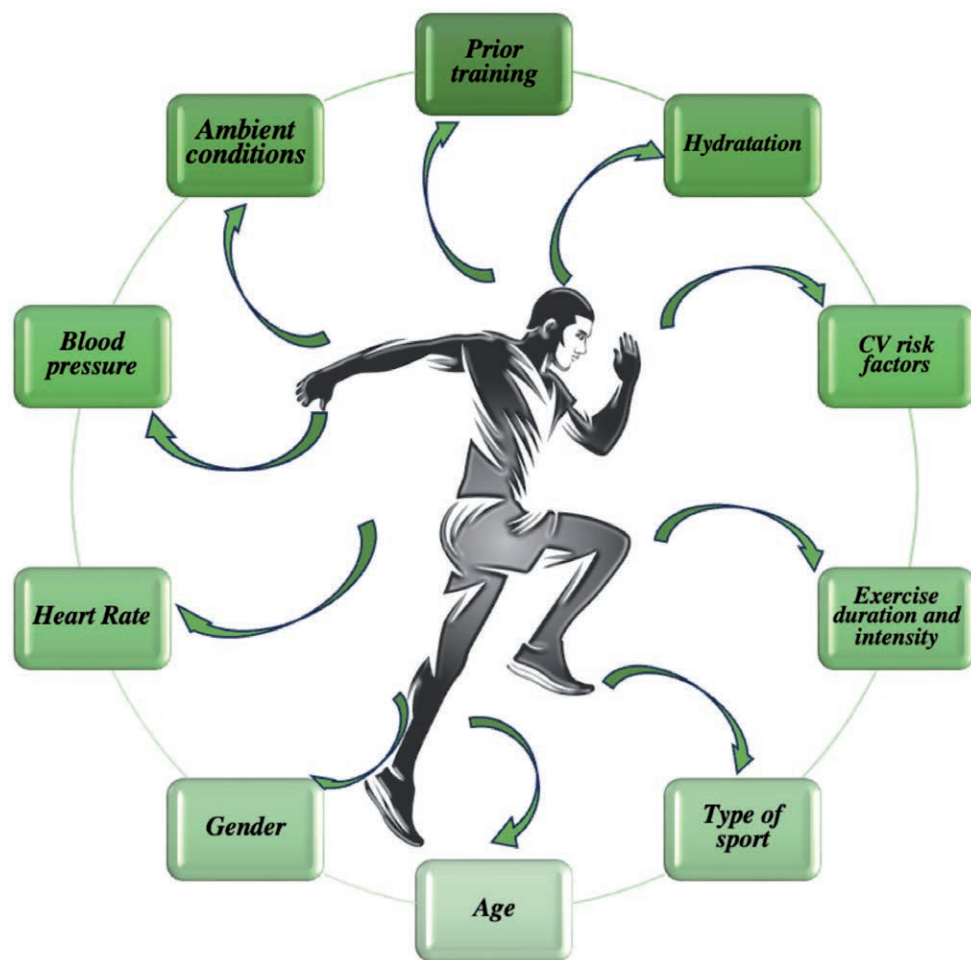 Prior
training
Hydratation
CV risk
factors
Exercise
duration and
intensity
Type of
sport
Age
Gender
Heart Rate
Blood
pressure
Ambient
conditions